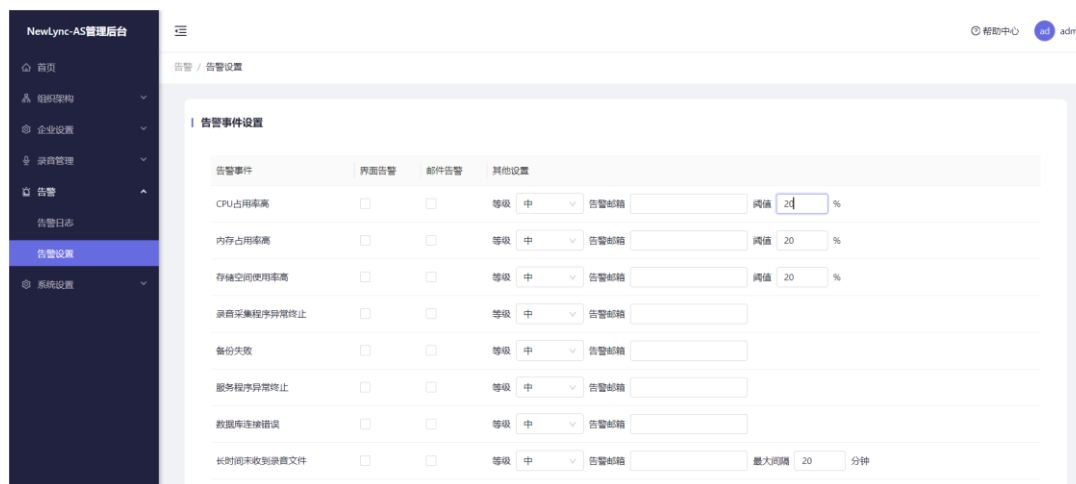 NewLync-AS管理后台
帮助中心 ad adm
首页
告警 / 告警设置
组织架构
企业设置
录音管理
告警
告警日志
告警设置
系统设置
告警事件设置
告警事件 界面告警 邮件告警 其他设置
CPU占用率高 等级 中 告警邮箱 阈值 20 %
内存占用率高 等级 中 告警邮箱 阈值 20 %
存储空间使用率高 等级 中 告警邮箱 阈值 20 %
录音采集程序异常终止 等级 中 告警邮箱
备份失败 等级 中 告警邮箱
服务程序异常终止 等级 中 告警邮箱
数据库连接错误 等级 中 告警邮箱
长时间未收到录音文件 等级 中 告警邮箱 最大间隔 20 分钟